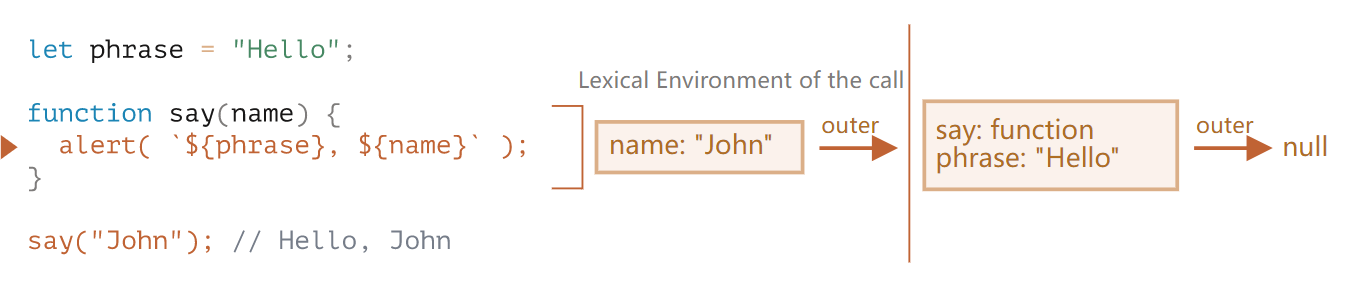 let phrase = "Hello";
function say(name) {
  alert( `${phrase}, ${name}` );
}
say("John"); // Hello, John
Lexical Environment of the call
name: "John"
outer
say: function
phrase: "Hello"
outer
null